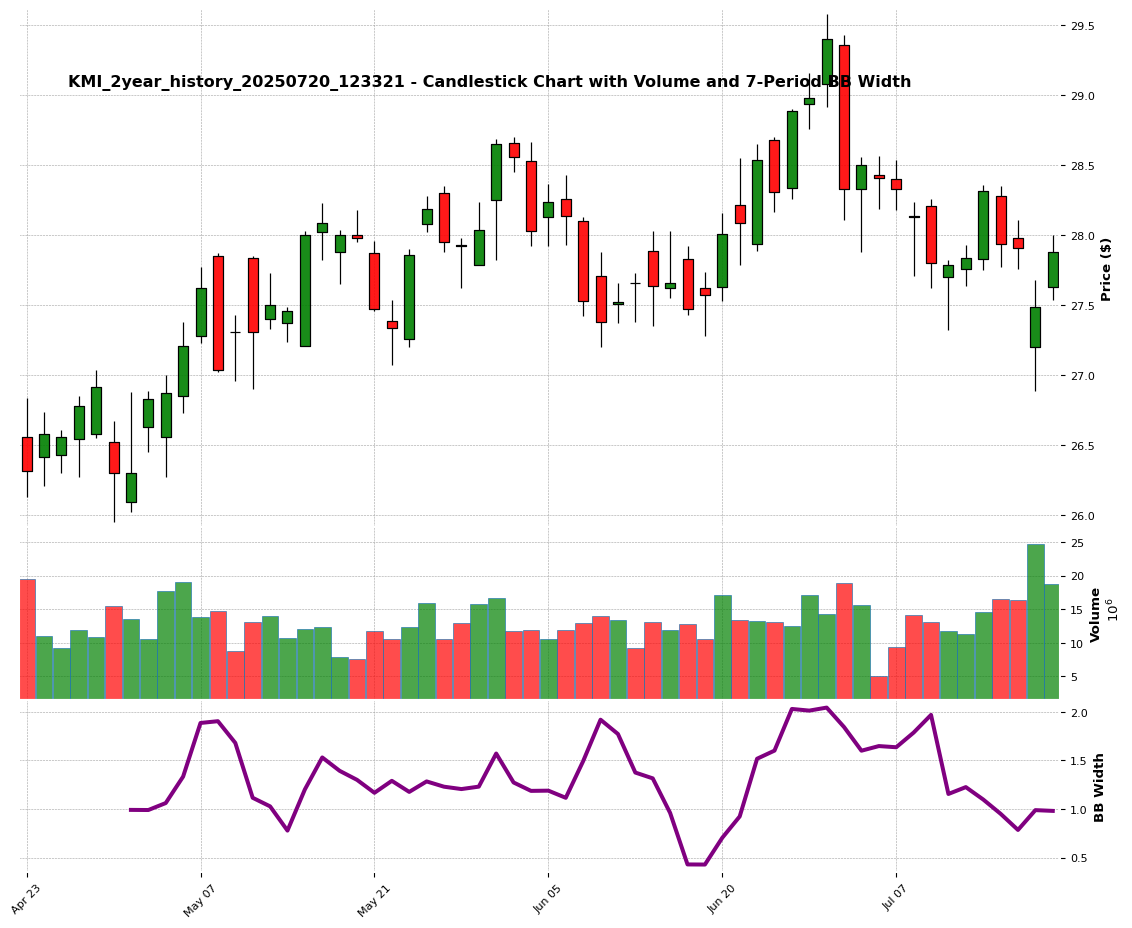 29.5
KMI_2year_history_20250720_123321 - Candlestick Chart with Volume and 7-Period BB Width
29.0
28.5
28.0
Price ($)
27.5
27.0
26.5
26.0
25
20
15
10
5
Volume
10^6
2.0
1.5
1.0
0.5
BB Width
Apr 23
May 07
May 21
Jun 05
Jun 20
Jul 07